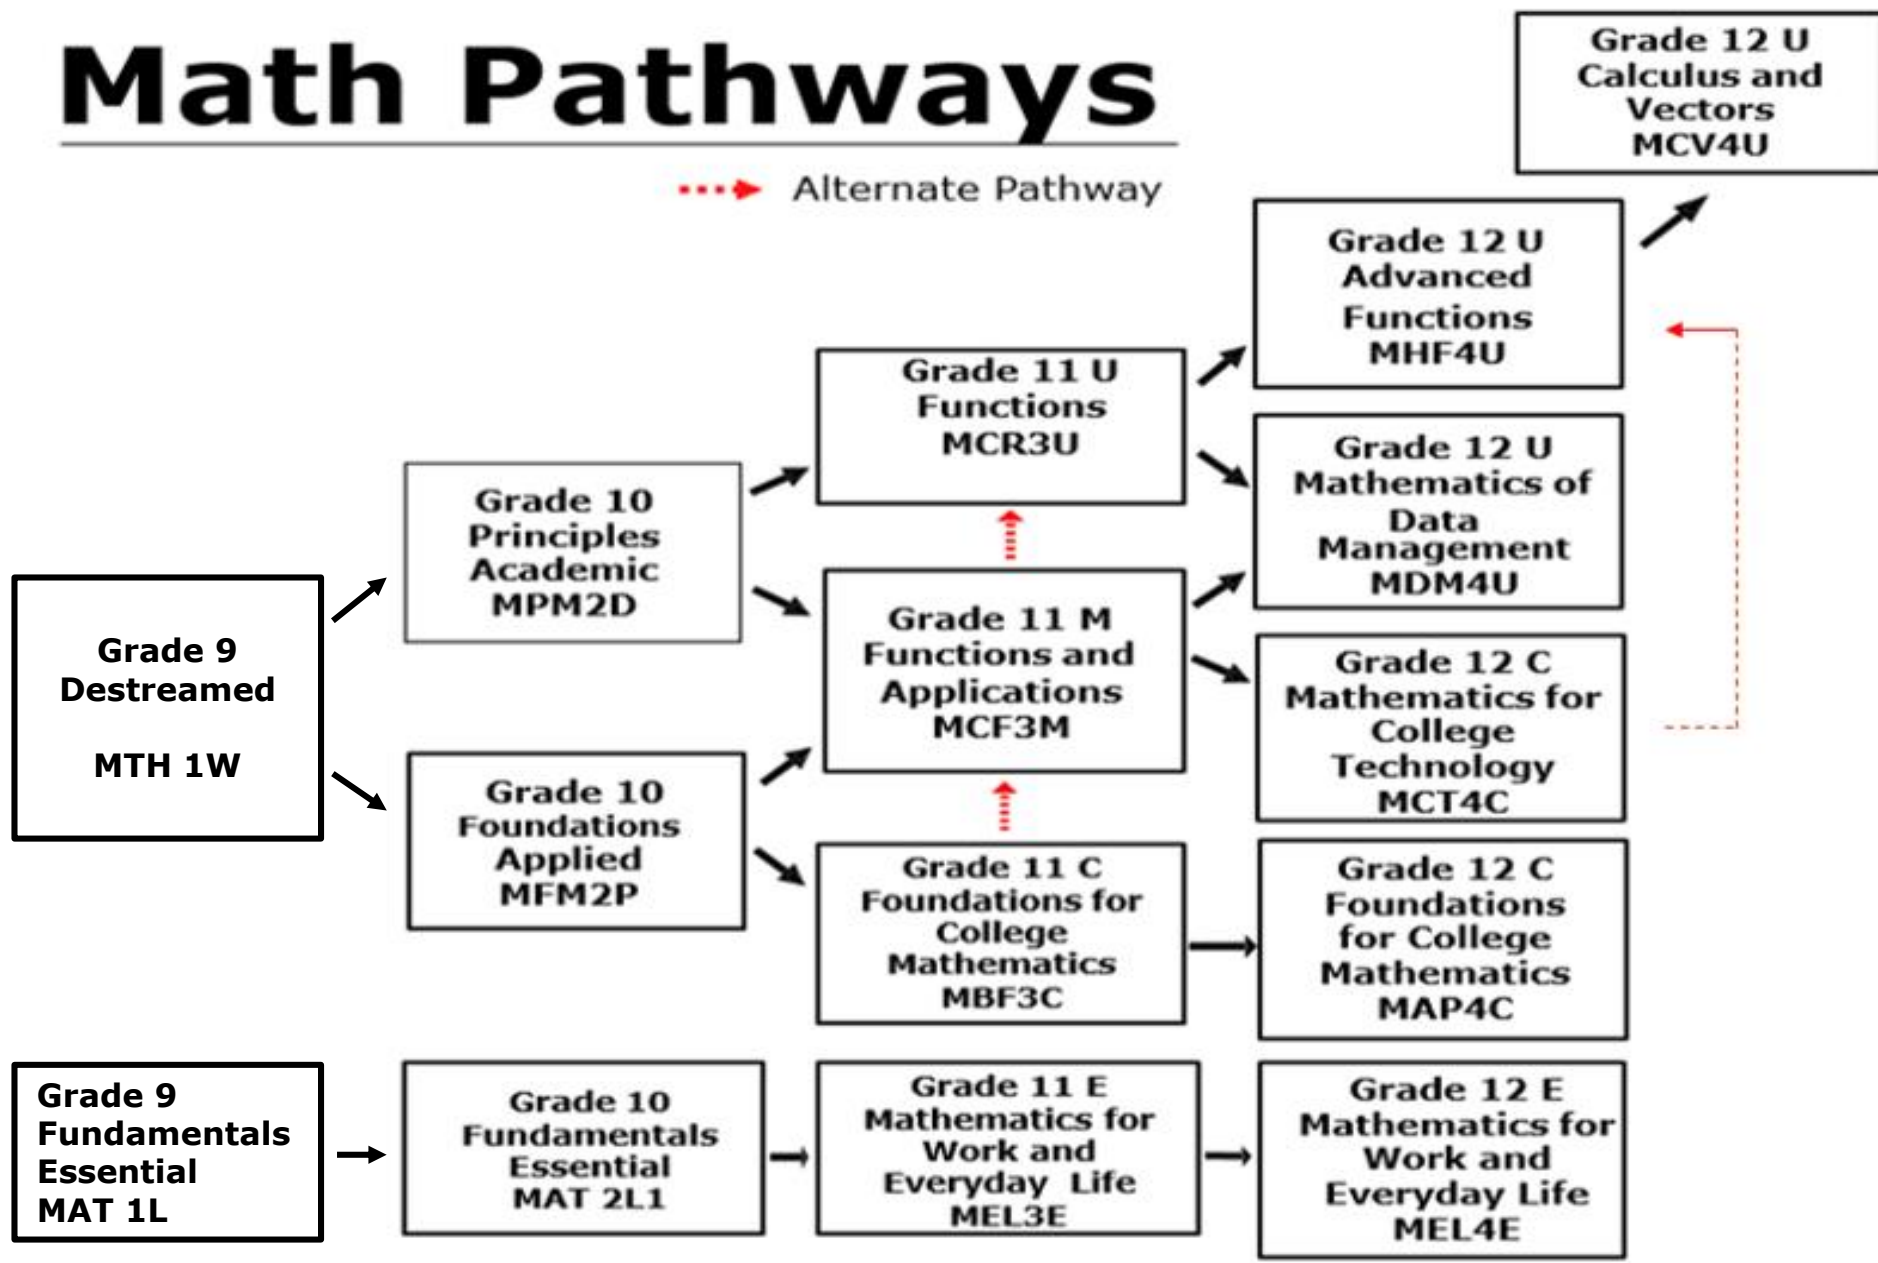 Math Pathways
Alternate Pathway
Grade 12 U
Calculus and
Vectors
MCV4U
Grade 12 U
Advanced
Functions
MHF4U
Grade 11 U
Functions
MCR3U
Grade 12 U
Mathematics of
Data
Management
MDM4U
Grade 10
Principles
Academic
MPM2D
Grade 9
Destreamed
MTH 1W
Grade 11 M
Functions and
Applications
MCF3M
Grade 12 C
Mathematics for
College
Technology
MCT4C
Grade 10
Foundations
Applied
MFM2P
Grade 11 C
Foundations for
College
Mathematics
MBF3C
Grade 12 C
Foundations
for College
Mathematics
MAP4C
Grade 9
Fundamentals
Essential
MAT 1L
Grade 10
Fundamentals
Essential
MAT 2L1
Grade 11 E
Mathematics for
Work and
Everyday Life
MEL3E
Grade 12 E
Mathematics for
Work and
Everyday Life
MEL4E